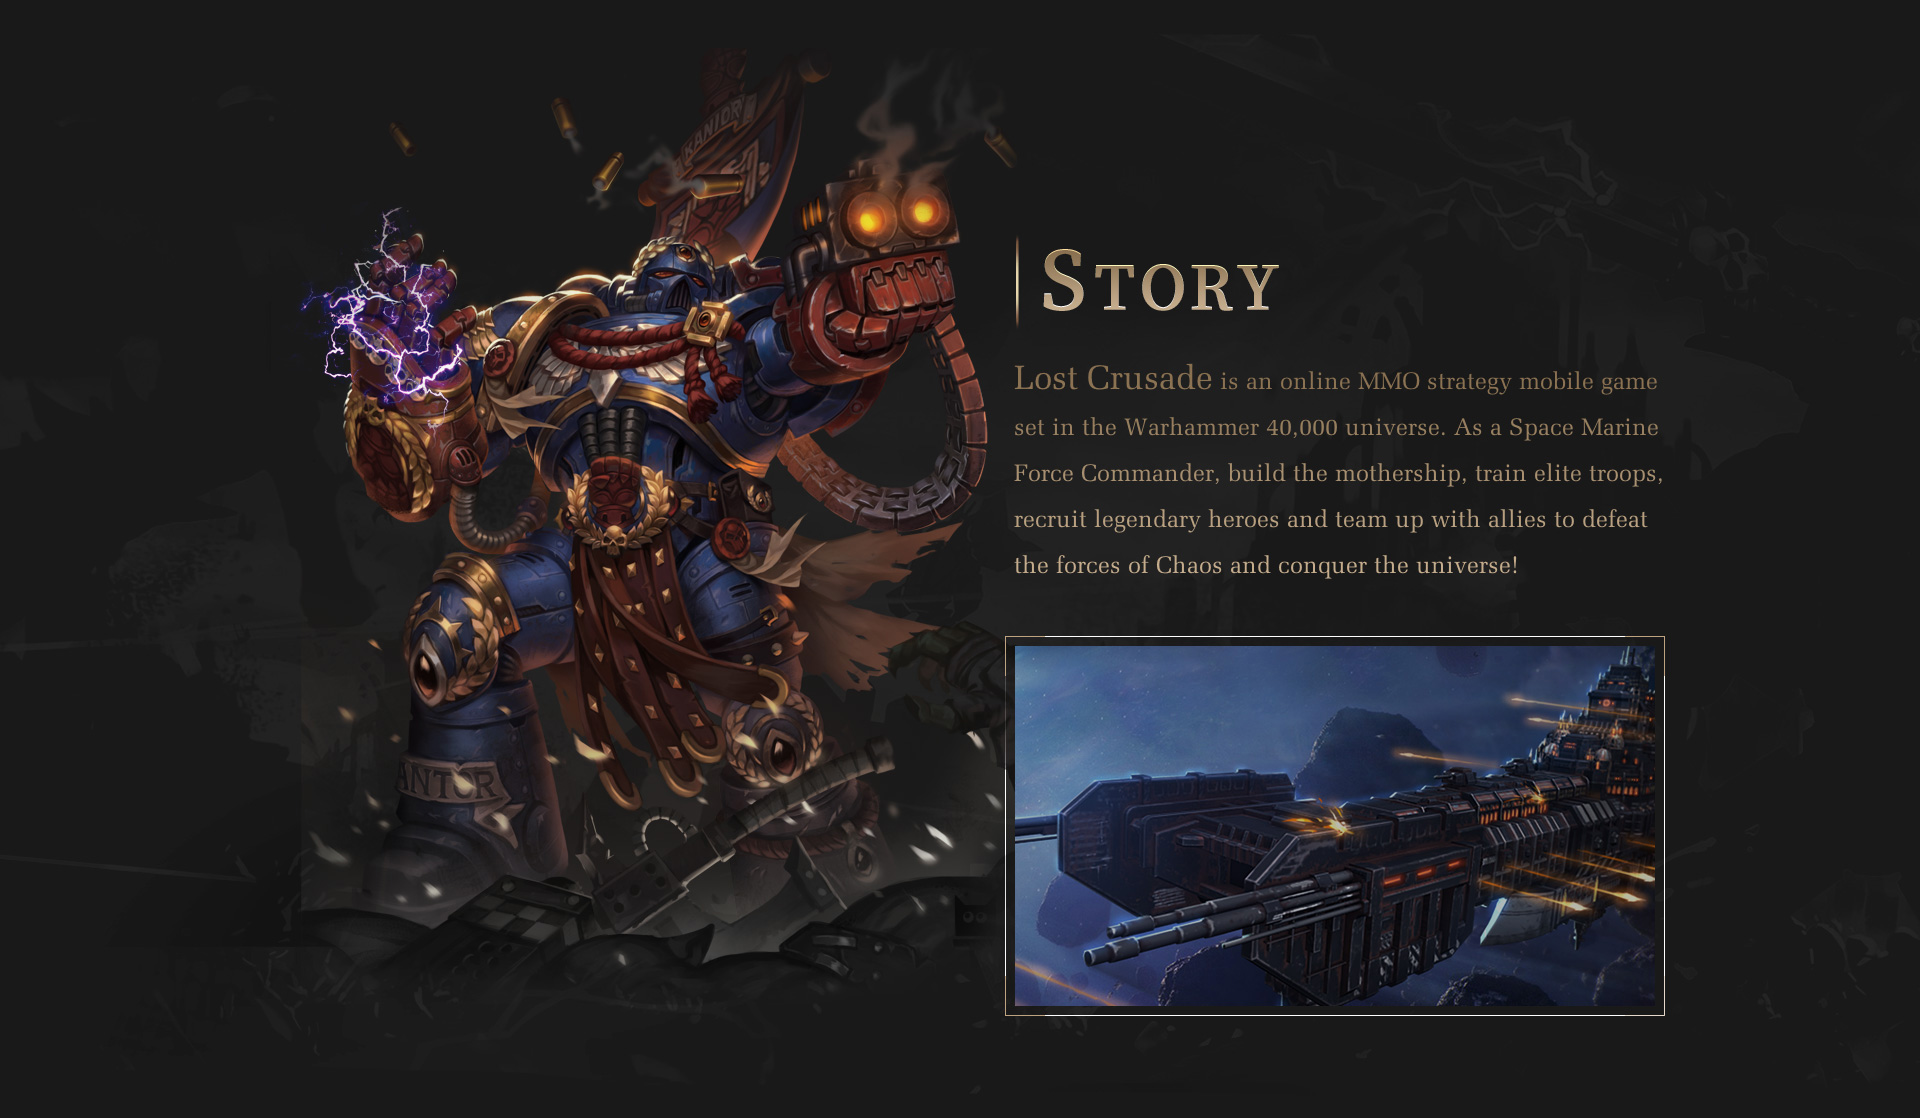 KANTOR
STORY
Lost Crusade is an online MMO strategy mobile game
set in the Warhammer 40,000 universe. As a Space Marine
Force Commander, build the mothership, train elite troops,
recruit legendary heroes and team up with allies to defeat
the forces of Chaos and conquer the universe!
ANTOR